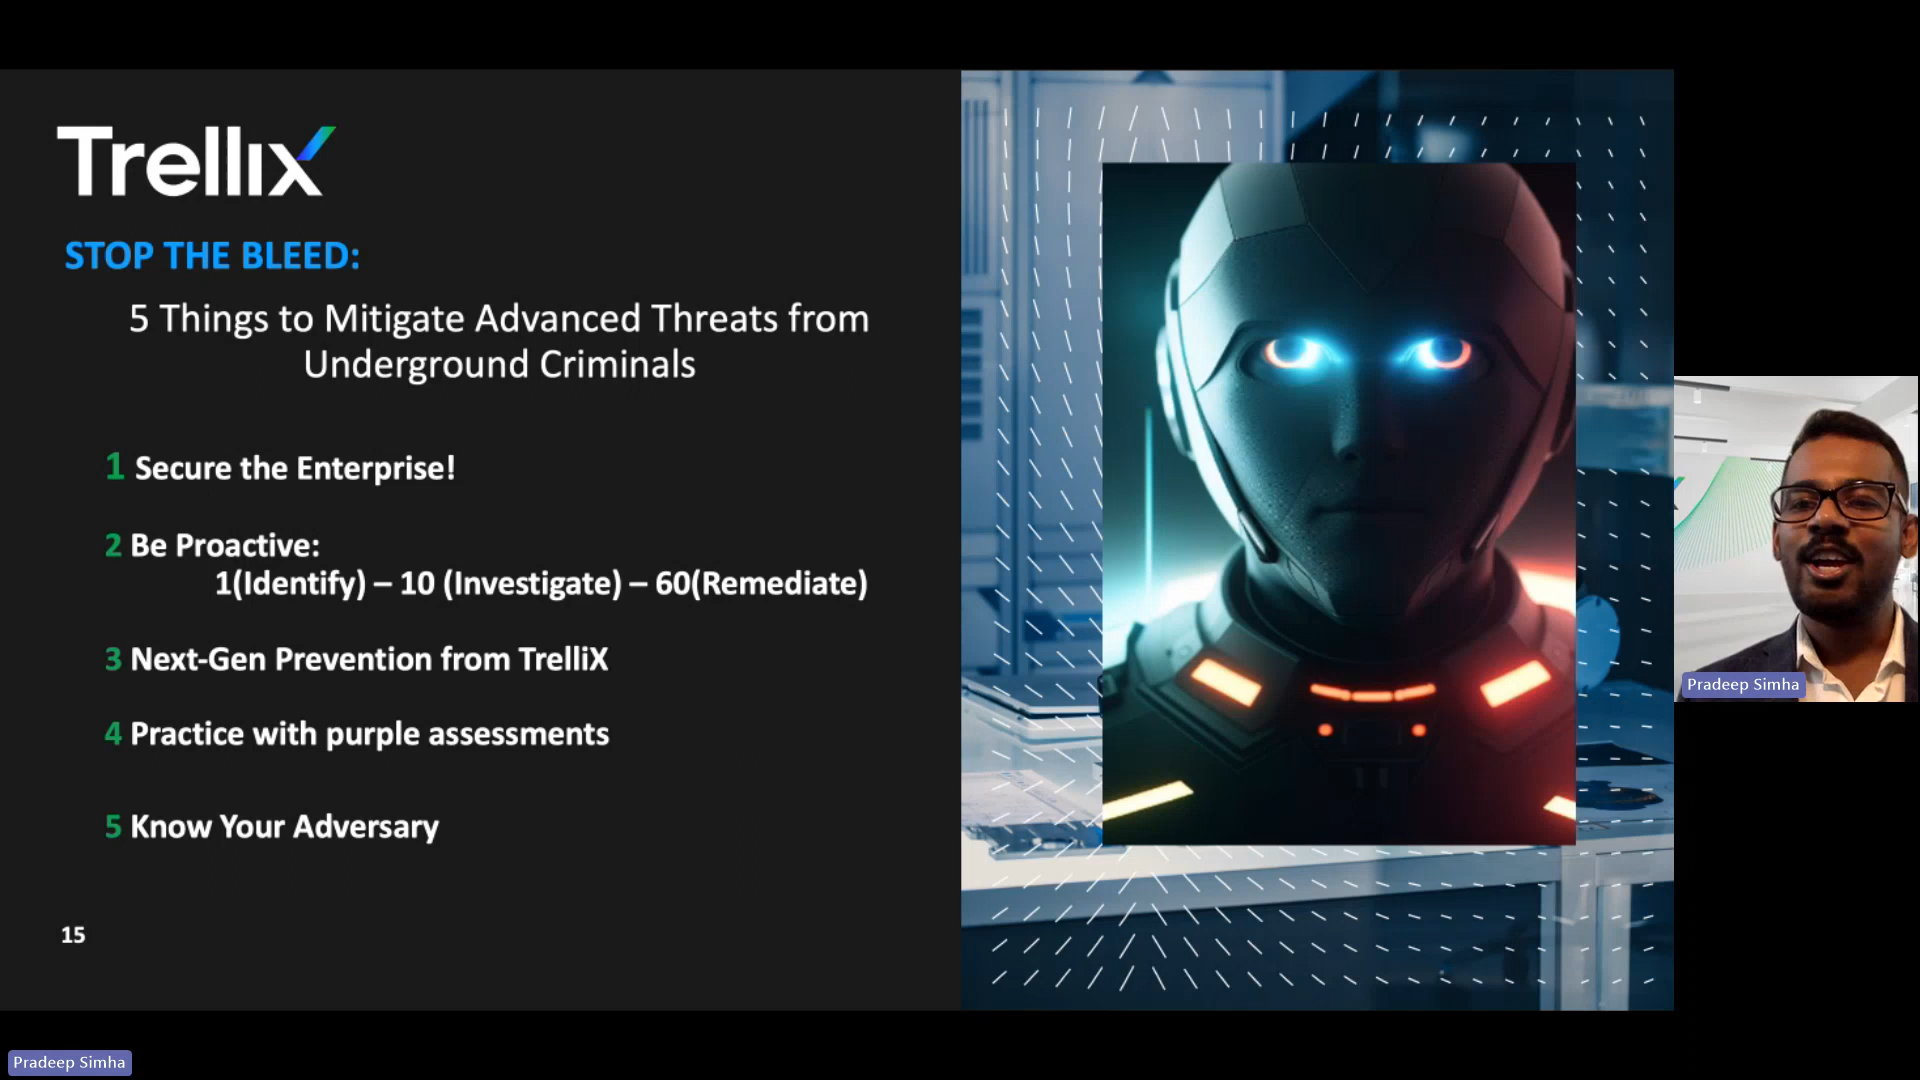 Trellix
STOP THE BLEED:
5 Things to Mitigate Advanced Threats from
Underground Criminals
1 Secure the Enterprise!
2 Be Proactive:
1(Identify) – 10 (Investigate) – 60(Remediate)
3 Next-Gen Prevention from TrelliX
4 Practice with purple assessments
5 Know Your Adversary
15
Pradeep Simha
Pradeep Simha